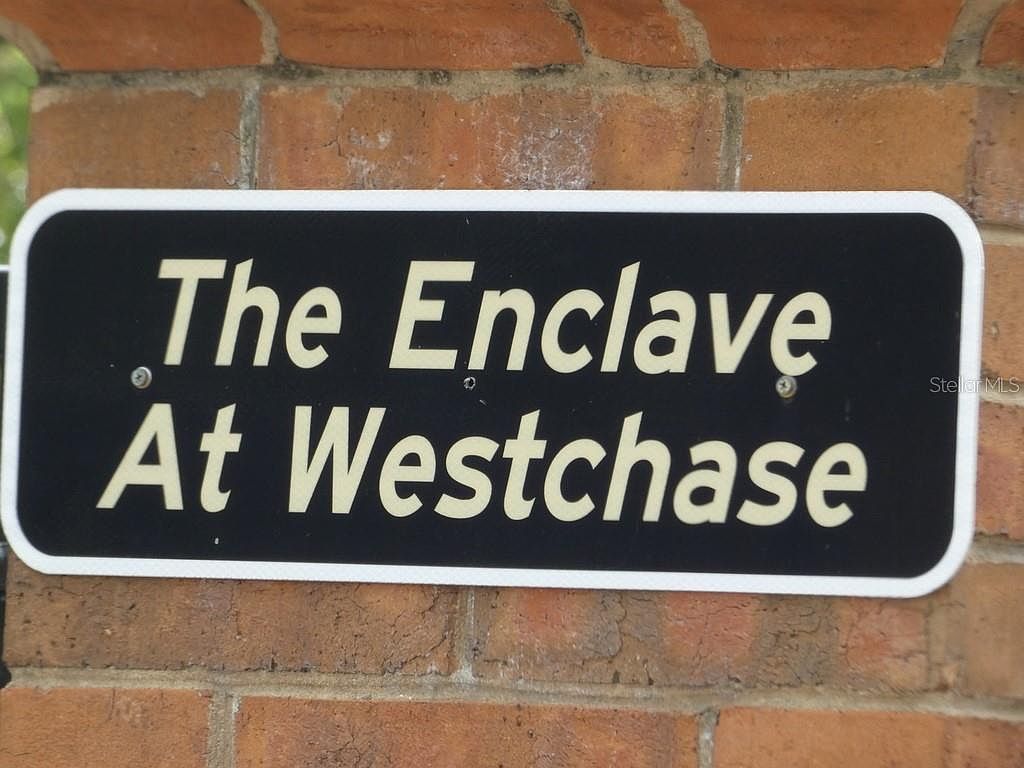 The Enclave
At Westchase
Stellar MLS